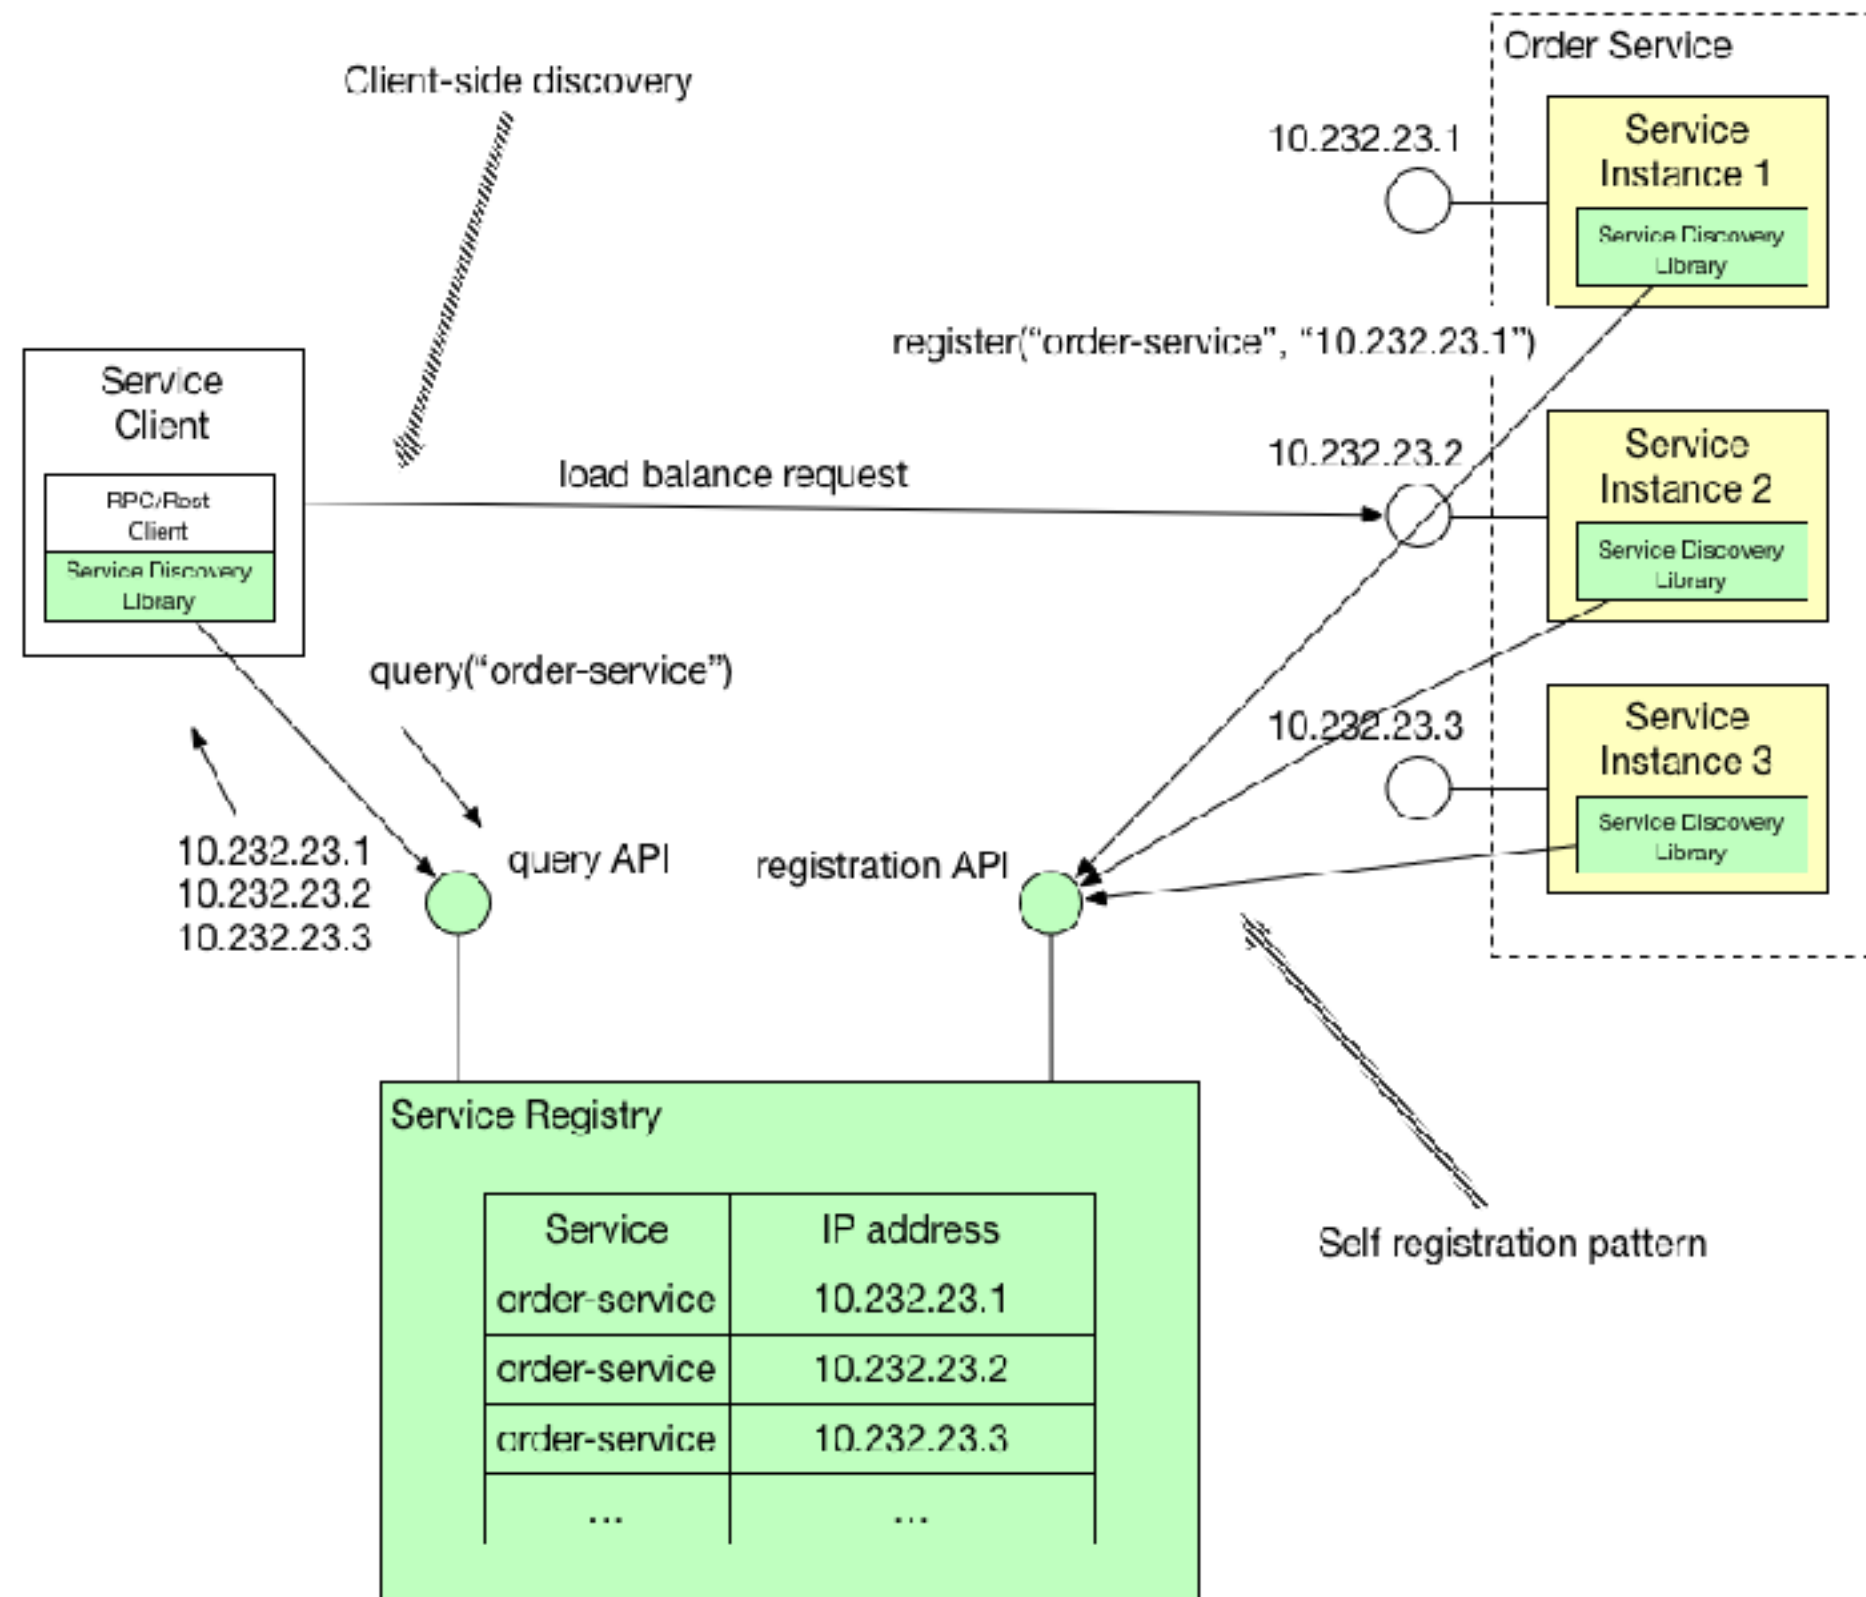 Order Service
Client-side discovery
10.232.23.1
Service
Instance 1
Service Discovery
Library
register(“order-service”, “10.232.23.1”)
Service
Client
RPC/Rest
Client
Service Discovery
Library
load balance request
10.232.23.2
Service
Instance 2
Service Discovery
Library
query(“order-service”)
10.232.23.3
Service
Instance 3
Service Discovery
Library
10.232.23.1
10.232.23.2
10.232.23.3
query API
registration API
Service Registry
Service IP address
order-service 10.232.23.1
order-service 10.232.23.2
order-service 10.232.23.3
... ...
Self registration pattern